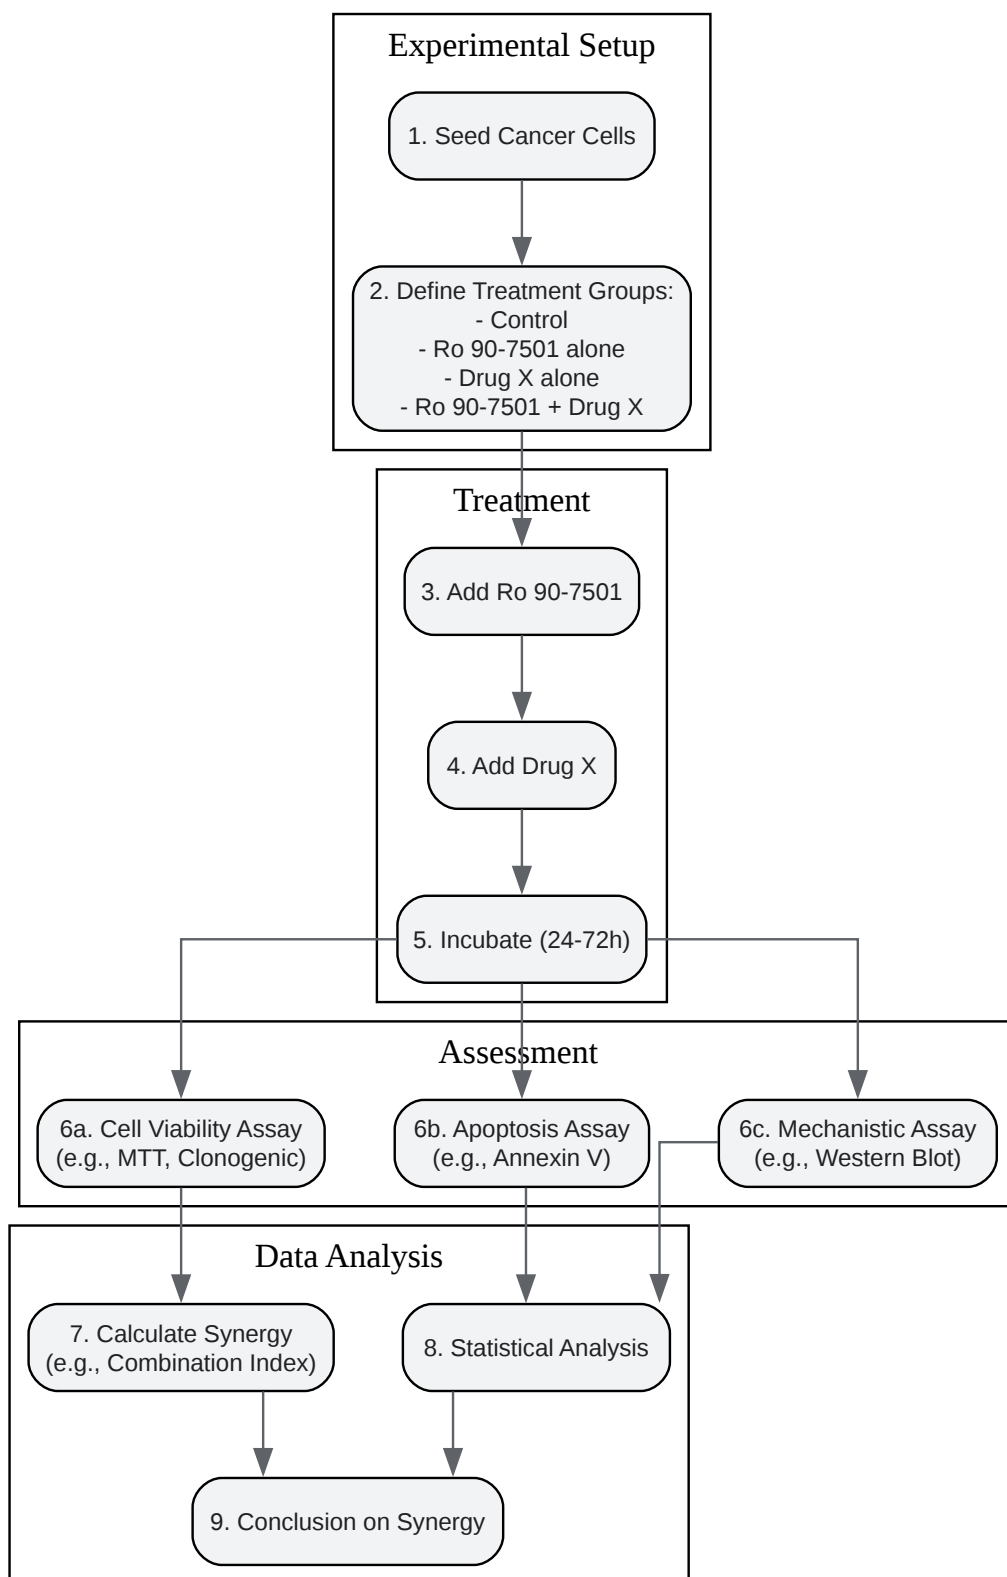 Experimental Setup
1. Seed Cancer Cells
2. Define Treatment Groups:
- Control
- Ro 90-7501 alone
- Drug X alone
- Ro 90-7501 + Drug X
Treatment
3. Add Ro 90-7501
4. Add Drug X
5. Incubate (24-72h)
Assessment
6a. Cell Viability Assay
(e.g., MTT, Clonogenic)
6b. Apoptosis Assay
(e.g., Annexin V)
6c. Mechanistic Assay
(e.g., Western Blot)
Data Analysis
7. Calculate Synergy
(e.g., Combination Index)
8. Statistical Analysis
9. Conclusion on Synergy